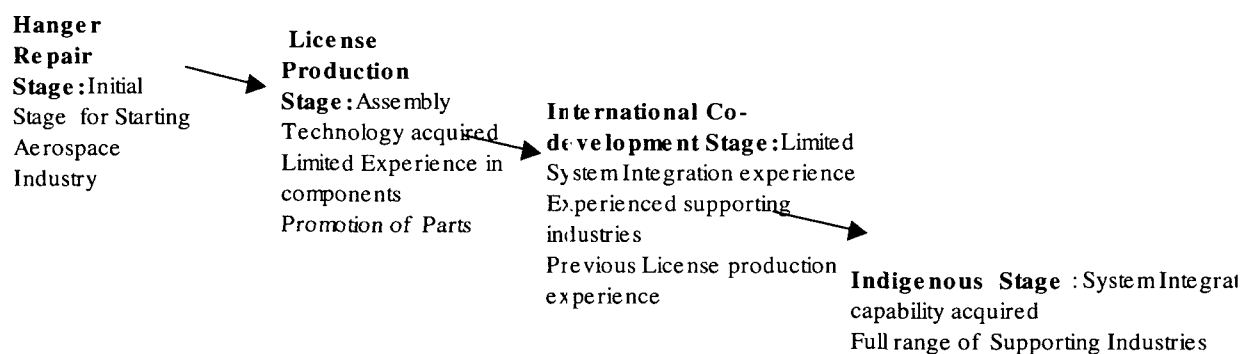 Hanger
Repair
Stage:Initial
Stage for Starting
Aerospace
Industry
License
Production
Stage:Assembly
Technology acquired
Limited Experience in
components
Promotion of Parts
International Co-
development Stage:Limited
System Integration experience
Experienced supporting
industries
Previous License production
experience
Indigenous Stage :System Integrat
capability acquired
Full range of Supporting Industries